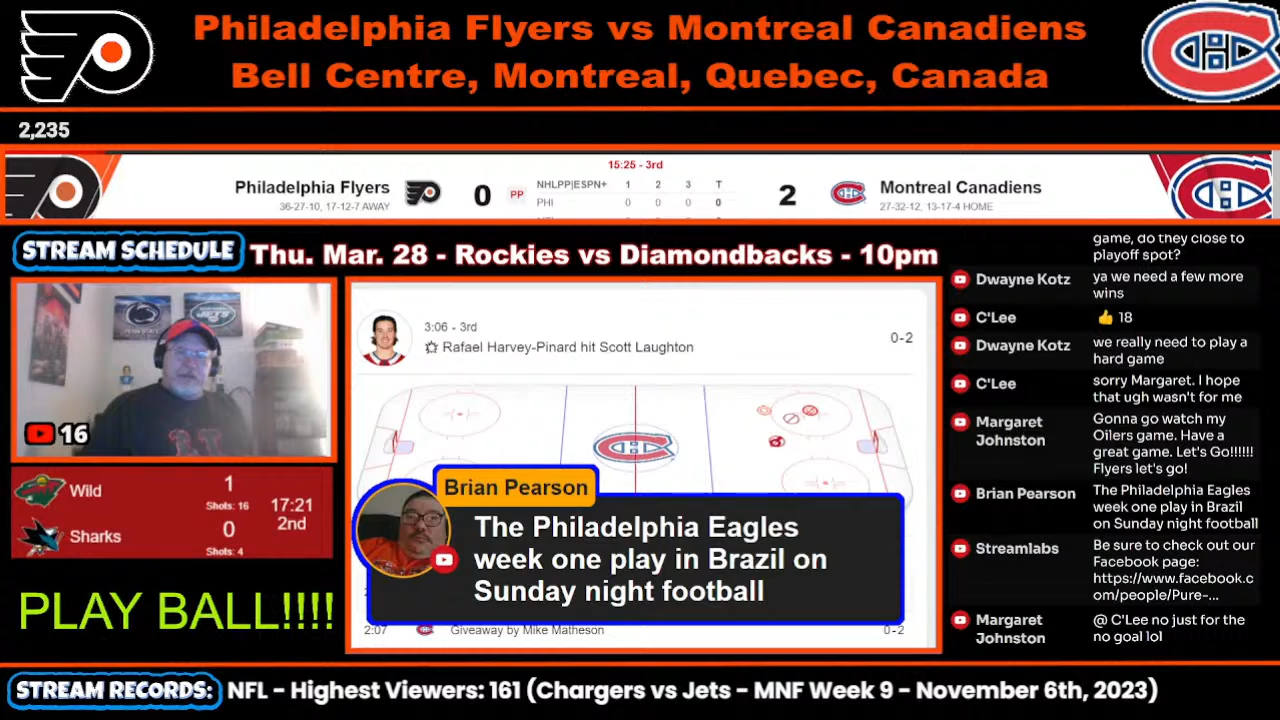 Philadelphia Flyers vs Montreal Canadiens
Bell Centre, Montreal, Quebec, Canada
2,235
15:25 - 3rd
Philadelphia Flyers
36-27-10, 17-12-7 AWAY
0
PP
NHLPP|ESPN+ 1 2 3 T
PHI 0 0 0 0
2
Montreal Canadiens
27-32-12, 13-17-4 HOME
STREAM SCHEDULE
Thu. Mar. 28 - Rockies vs Diamondbacks - 10pm
JETS
16
Wild 1
Shots: 16
17:21
2nd
Sharks 0
Shots: 4
PLAY BALL!!!!
3:06 - 3rd
Rafael Harvey-Pinard hit Scott Laughton
0-2
Brian Pearson
The Philadelphia Eagles
week one play in Brazil on
Sunday night football
2:07 Giveaway by Mike Matheson 0-2
game, do they close to
playoff spot?
Dwayne Kotz ya we need a few more
wins
C'Lee 👍 18
Dwayne Kotz we really need to play a
hard game
C'Lee sorry Margaret. I hope
that ugh wasn't for me
Margaret Johnston Gonna go watch my
Oilers game. Have a
great game. Let's Go!!!!!!
Flyers let's go!
Brian Pearson The Philadelphia Eagles
week one play in Brazil
on Sunday night football
Streamlabs Be sure to check out our
Facebook page:
https://www.facebook.c
om/people/Pure-...
Margaret Johnston @ C'Lee no just for the
no goal lol
STREAM RECORDS: NFL - Highest Viewers: 161 (Chargers vs Jets - MNF Week 9 - November 6th, 2023)